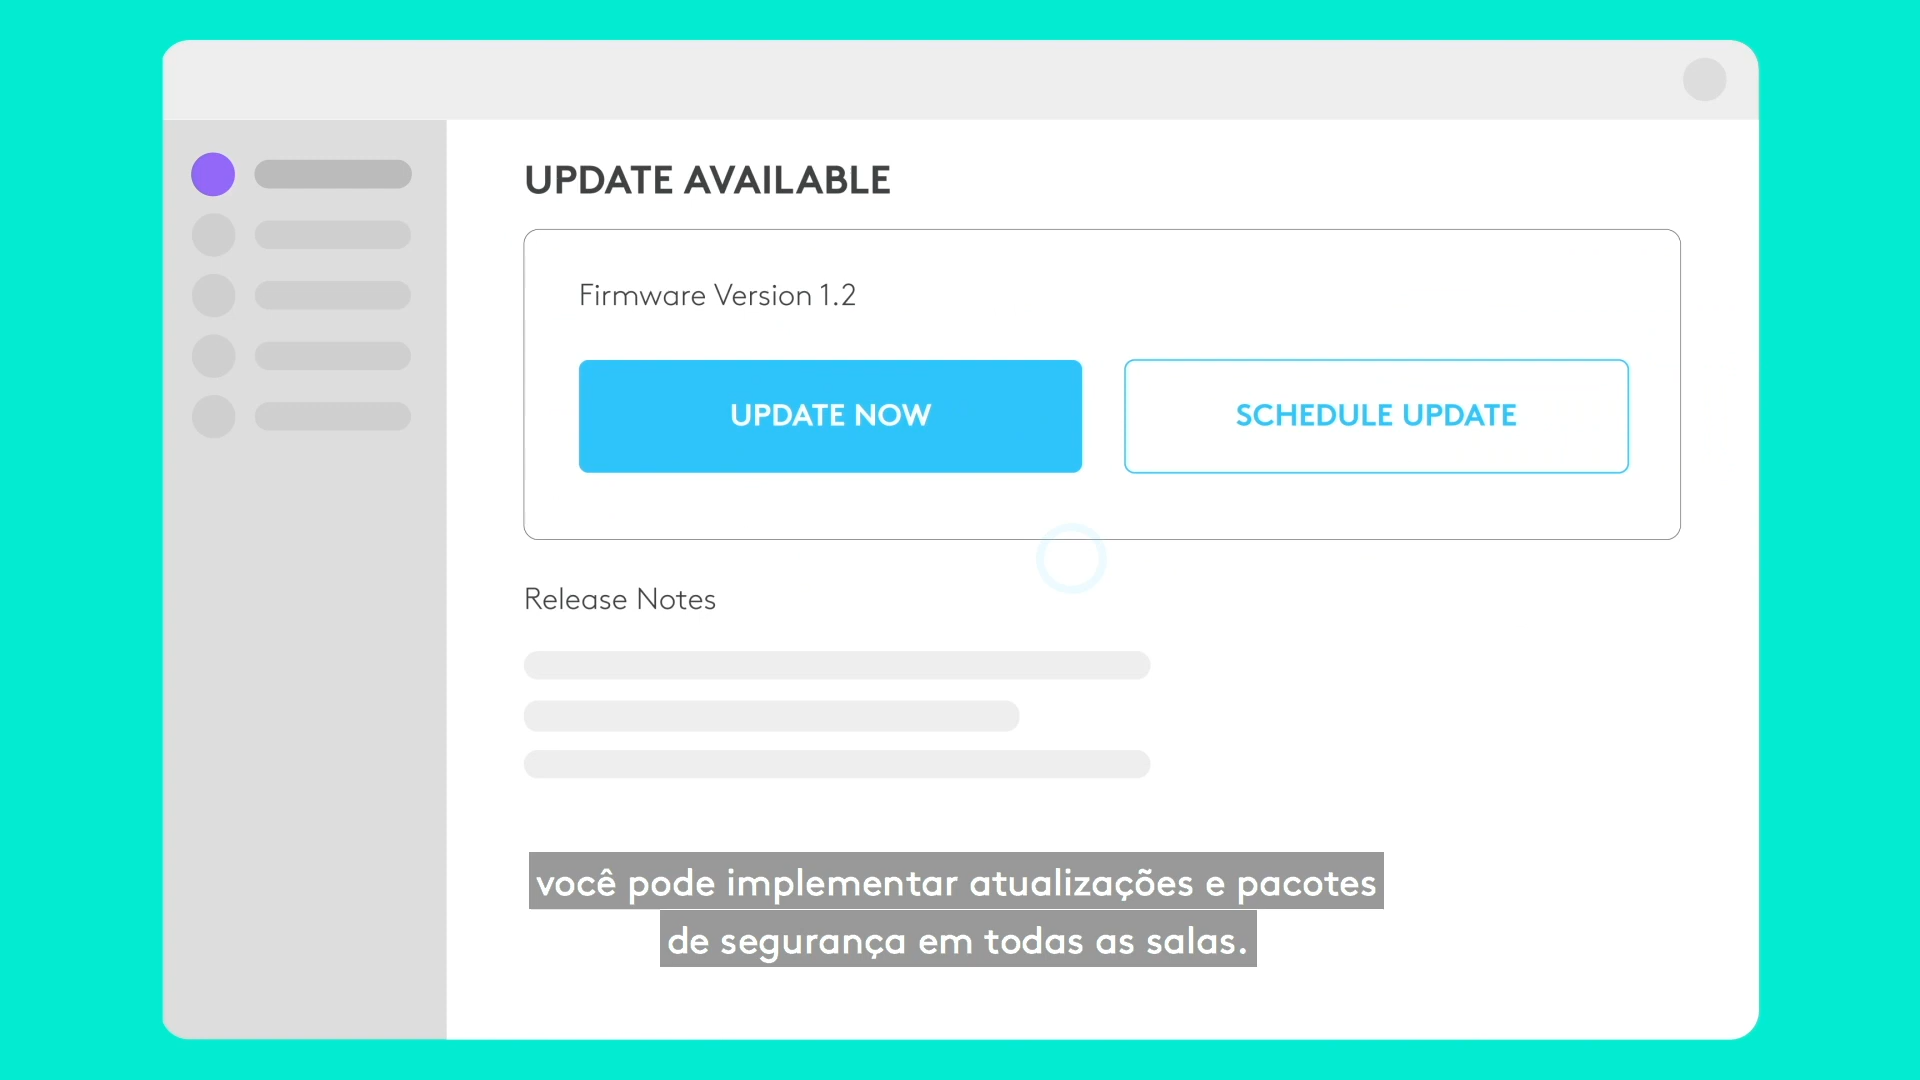 UPDATE AVAILABLE
Firmware Version 1.2
UPDATE NOW
SCHEDULE UPDATE
Release Notes
você pode implementar atualizações e pacotes
de segurança em todas as salas.